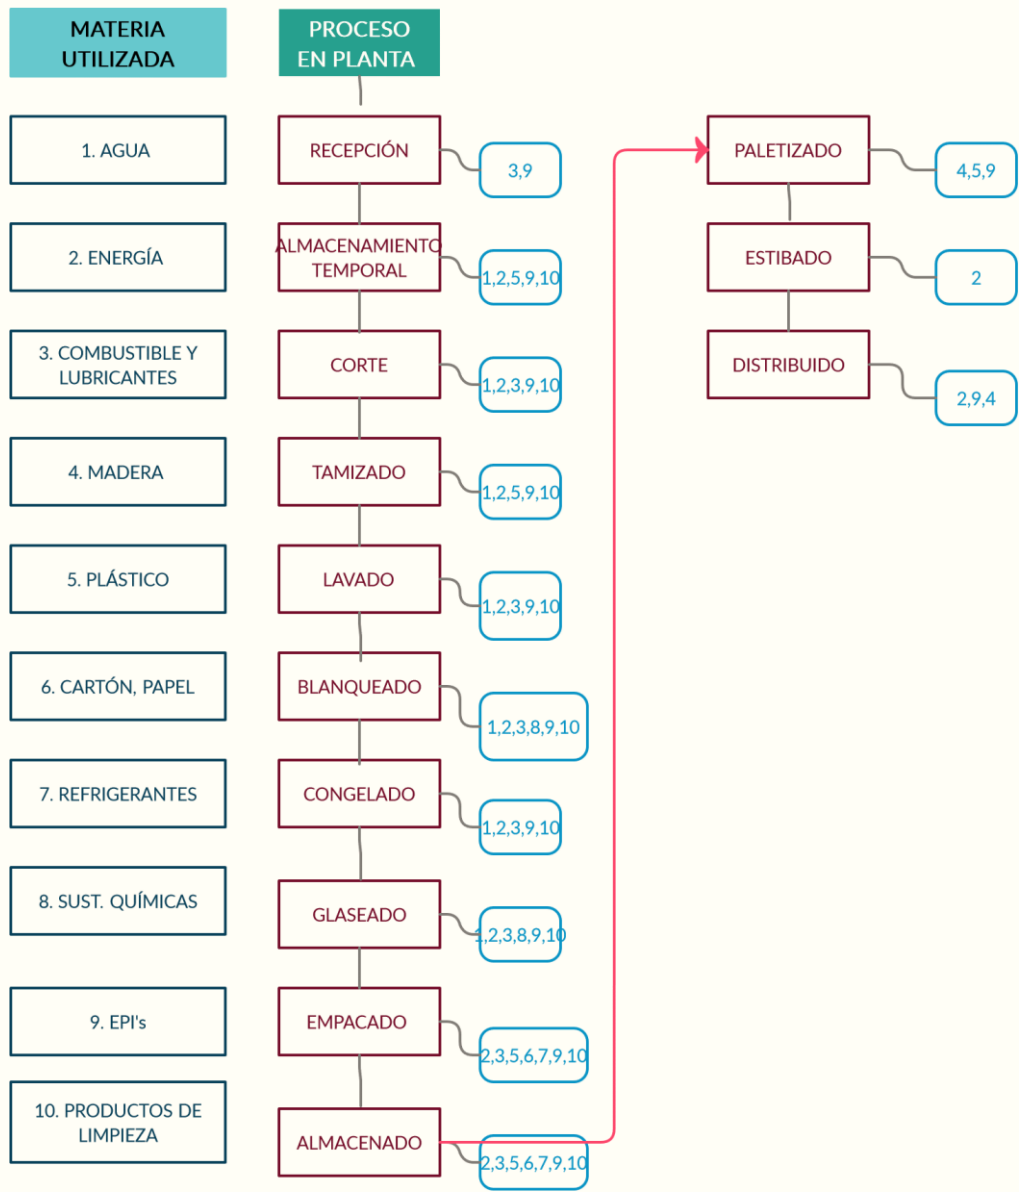 MATERIA
UTILIZADA
PROCESO
EN PLANTA
1. AGUA
RECEPCIÓN
3,9
PALETIZADO
4,5,9
2. ENERGÍA
ALMACENAMIENTO
TEMPORAL
1,2,5,9,10
ESTIBADO
2
3. COMBUSTIBLE Y
LUBRICANTES
CORTE
1,2,3,9,10
DISTRIBUIDO
2,9,4
4. MADERA
TAMIZADO
1,2,5,9,10
5. PLÁSTICO
LAVADO
1,2,3,9,10
6. CARTÓN, PAPEL
BLANQUEADO
1,2,3,8,9,10
7. REFRIGERANTES
CONGELADO
1,2,3,9,10
8. SUST. QUÍMICAS
GLASEADO
1,2,3,8,9,10
9. EPI's
EMPACADO
2,3,5,6,7,9,10
10. PRODUCTOS DE
LIMPIEZA
ALMACENADO
2,3,5,6,7,9,10